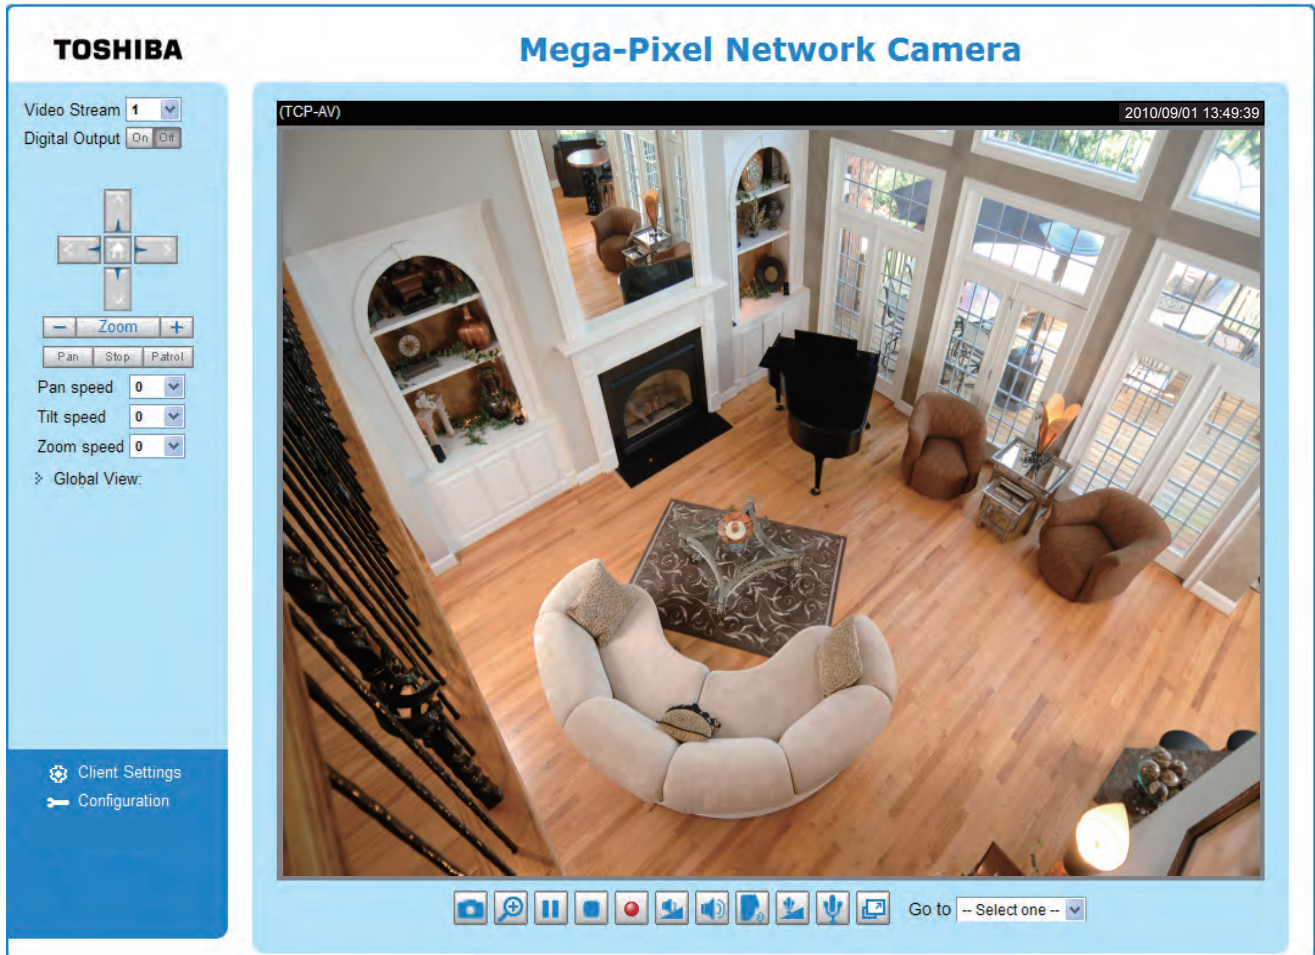 TOSHIBA
Mega-Pixel Network Camera
Video Stream 1
Digital Output On Off
(TCP-AV) 2010/09/01 13:49:39
− Zoom +
Pan Stop Patrol
Pan speed 0
Tilt speed 0
Zoom speed 0
Global View:
Client Settings
Configuration
Go to -- Select one --